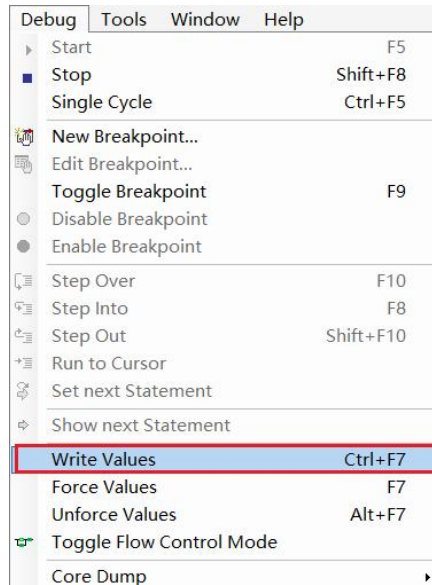 Debug Tools Window Help
Start F5
Stop Shift+F8
Single Cycle Ctrl+F5
New Breakpoint...
Edit Breakpoint...
Toggle Breakpoint F9
Disable Breakpoint
Enable Breakpoint
Step Over F10
Step Into F8
Step Out Shift+F10
Run to Cursor
Set next Statement
Show next Statement
Write Values Ctrl+F7
Force Values F7
Unforce Values Alt+F7
Toggle Flow Control Mode
Core Dump